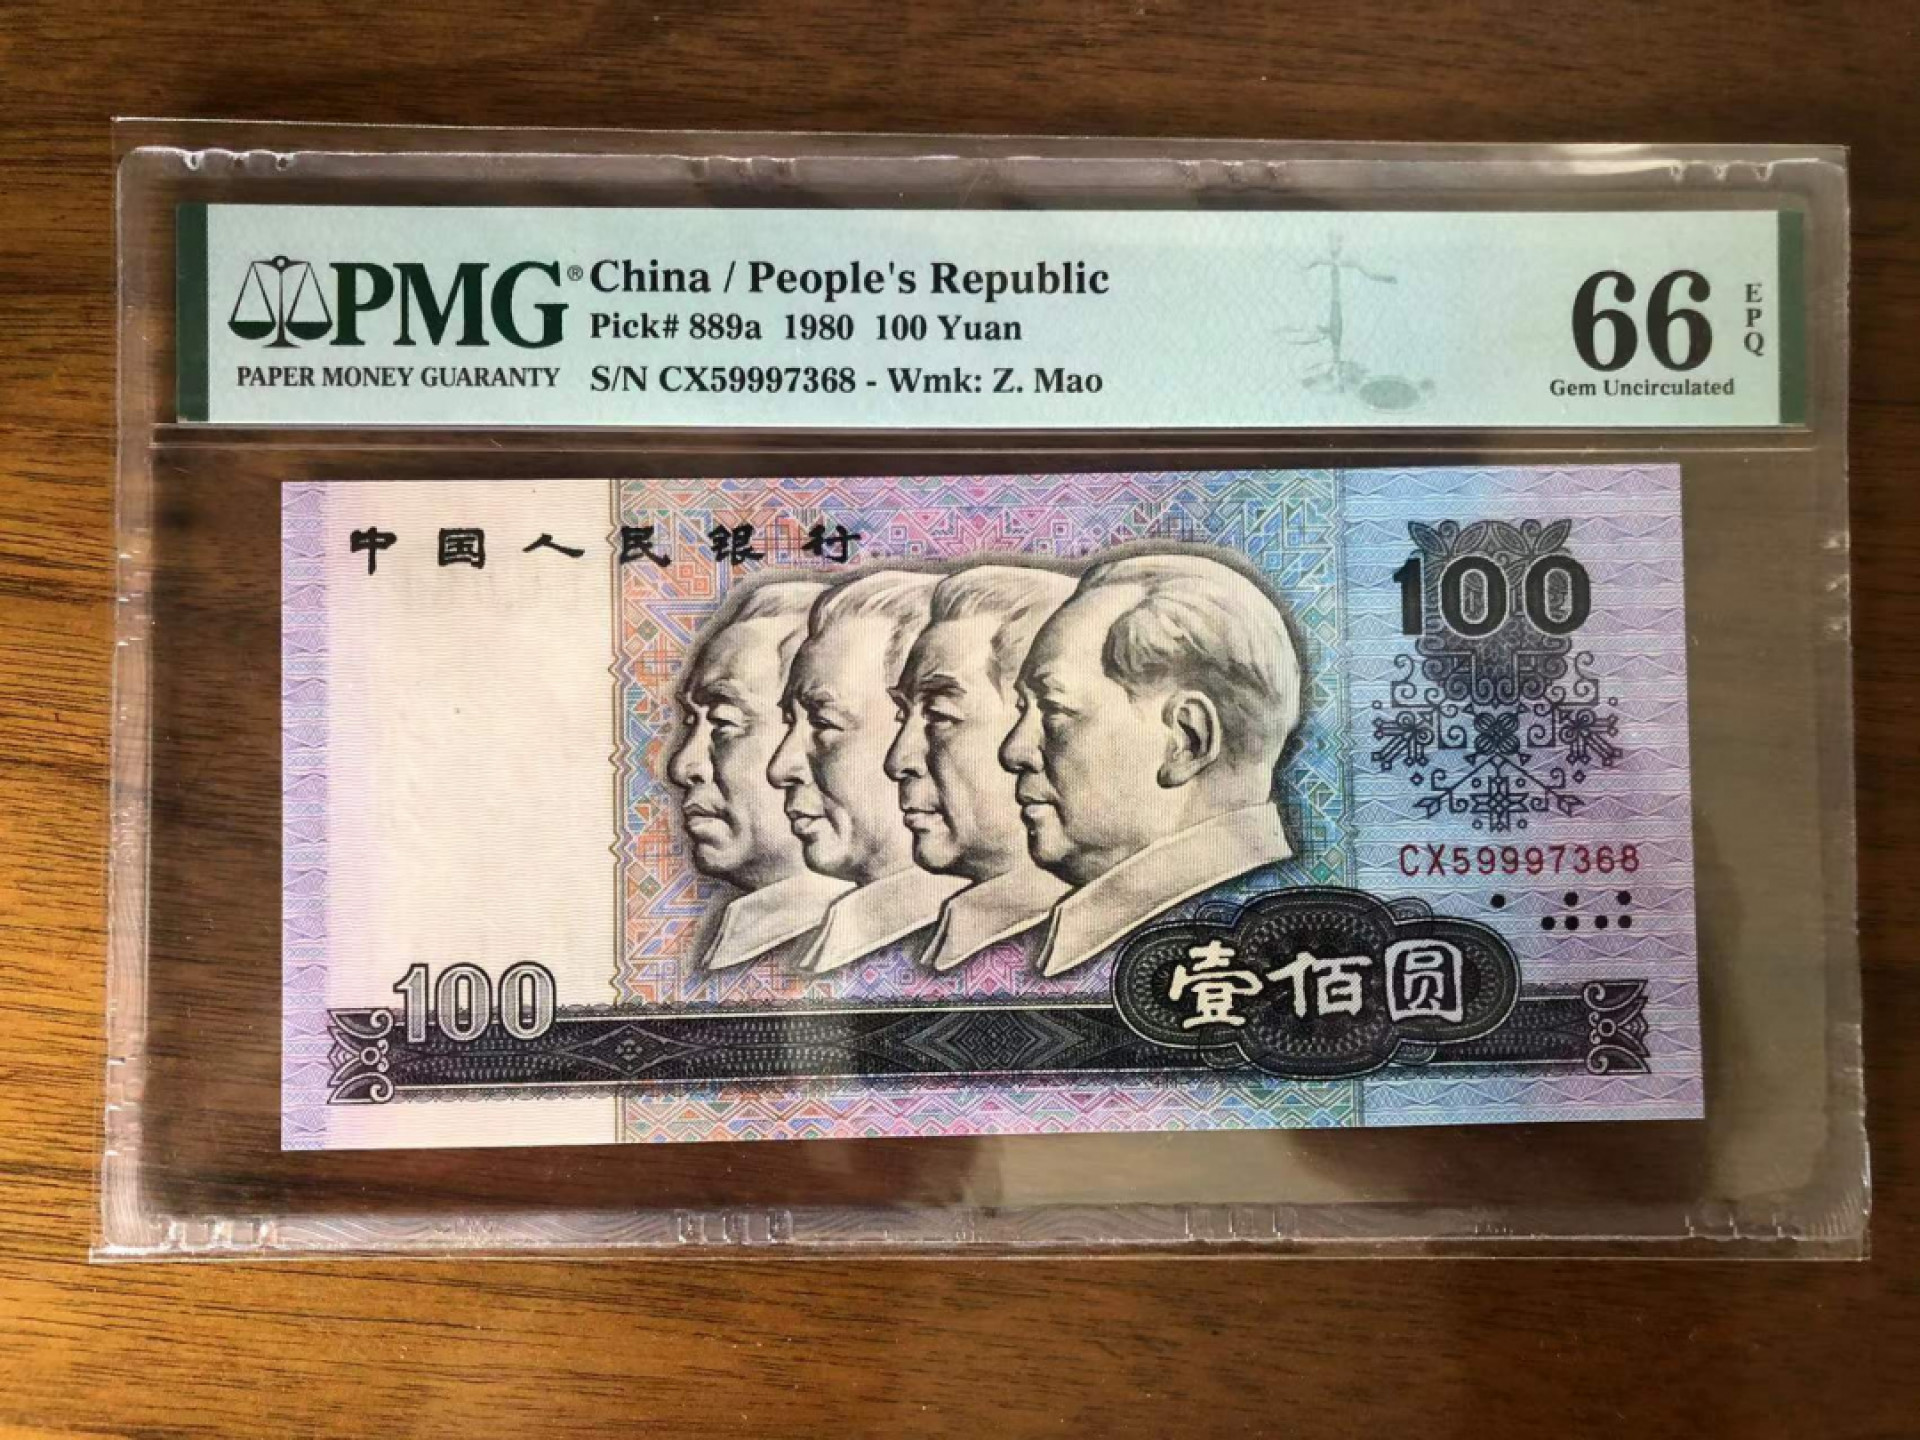 PMG® China / People's Republic
Pick# 889a 1980 100 Yuan
PAPER MONEY GUARANTY S/N CX59997368 - Wmk: Z. Mao
66 EPQ
Gem Uncirculated
中国人民银行
100
CX59997368
100
壹佰圆